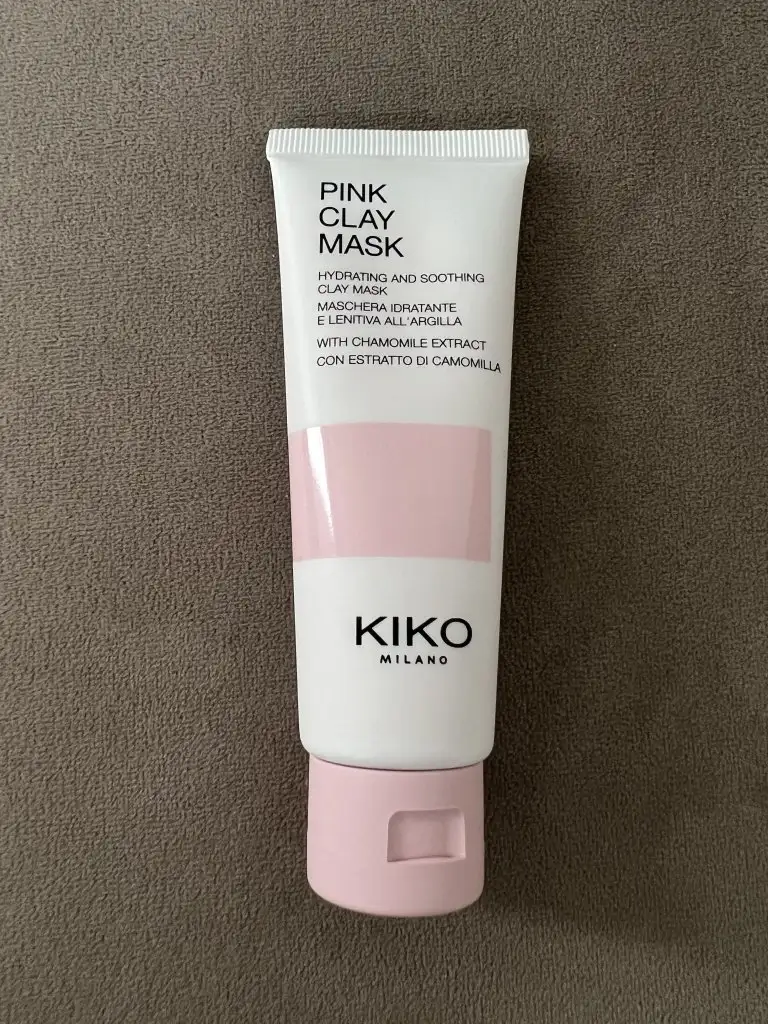 PINK
CLAY
MASK
HYDRATING AND SOOTHING
CLAY MASK
MASCHERA IDRATANTE
E LENITIVA ALL'ARGILLA
WITH CHAMOMILE EXTRACT
CON ESTRATTO DI CAMOMILLA
KIKO
MILANO